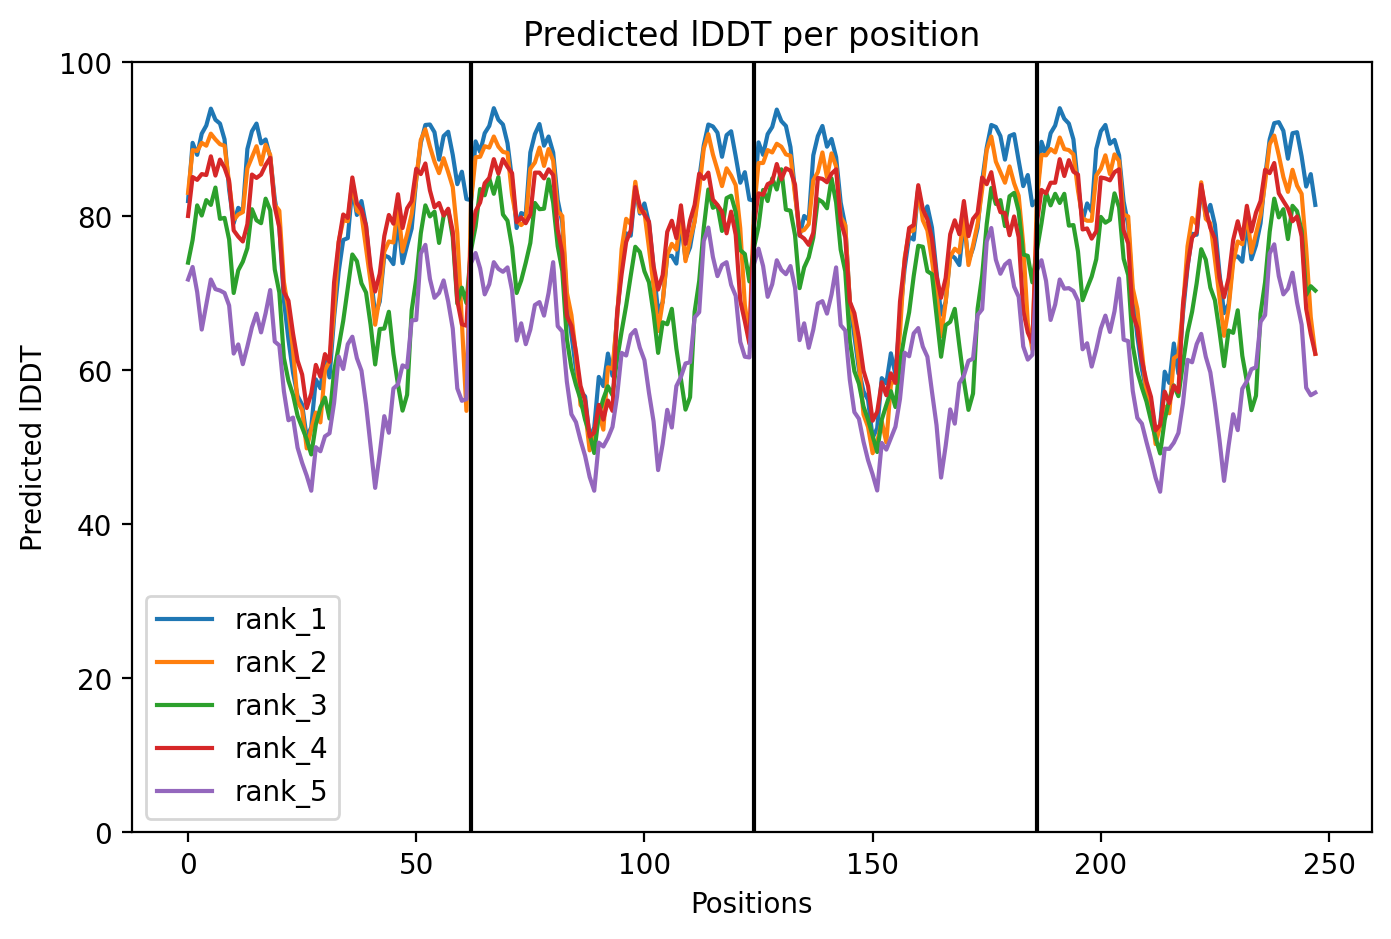 Predicted lDDT per position
100
80
60
40
20
0
Predicted lDDT
rank_1
rank_2
rank_3
rank_4
rank_5
0 50 100 150 200 250
Positions